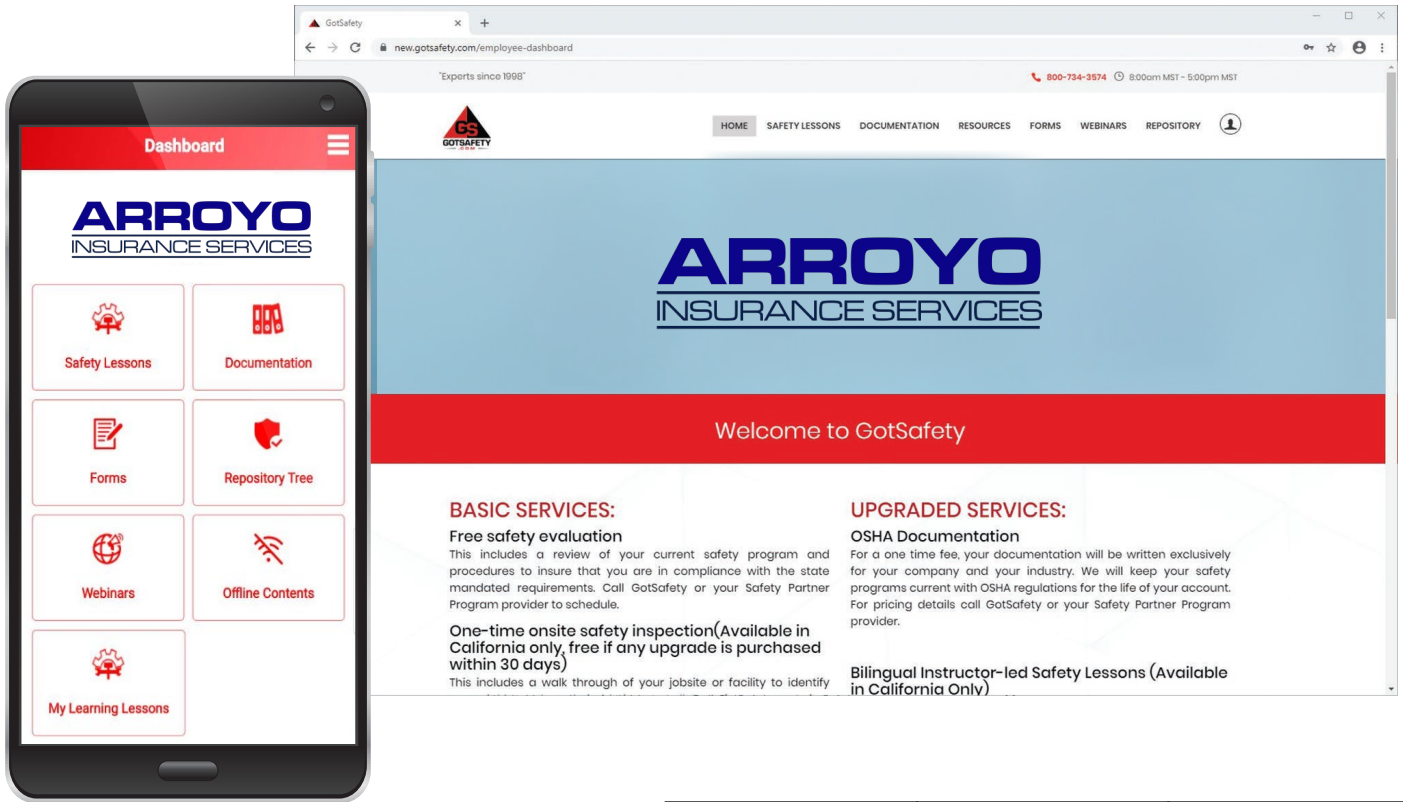 GotSafety
new.gotsafety.com/employee-dashboard
"Experts since 1998"
800-734-3574 8:00am MST - 5:00pm MST
GS
GOTSAFETY
.COM
HOME SAFETY LESSONS DOCUMENTATION RESOURCES FORMS WEBINARS REPOSITORY
ARROYO
INSURANCE SERVICES
Welcome to GotSafety
BASIC SERVICES:
Free safety evaluation
This includes a review of your current safety program and
procedures to insure that you are in compliance with the state
mandated requirements. Call GotSafety or your Safety Partner
Program provider to schedule.
One-time onsite safety inspection(Available in
California only, free if any upgrade is purchased
within 30 days)
This includes a walk through of your jobsite or facility to identify
UPGRADED SERVICES:
OSHA Documentation
For a one time fee, your documentation will be written exclusively
for your company and your industry. We will keep your safety
programs current with OSHA regulations for the life of your account.
For pricing details call GotSafety or your Safety Partner Program
provider.
Bilingual Instructor-led Safety Lessons (Available
in California Only)
Dashboard
ARROYO
INSURANCE SERVICES
Safety Lessons
Documentation
Forms
Repository Tree
Webinars
Offline Contents
My Learning Lessons